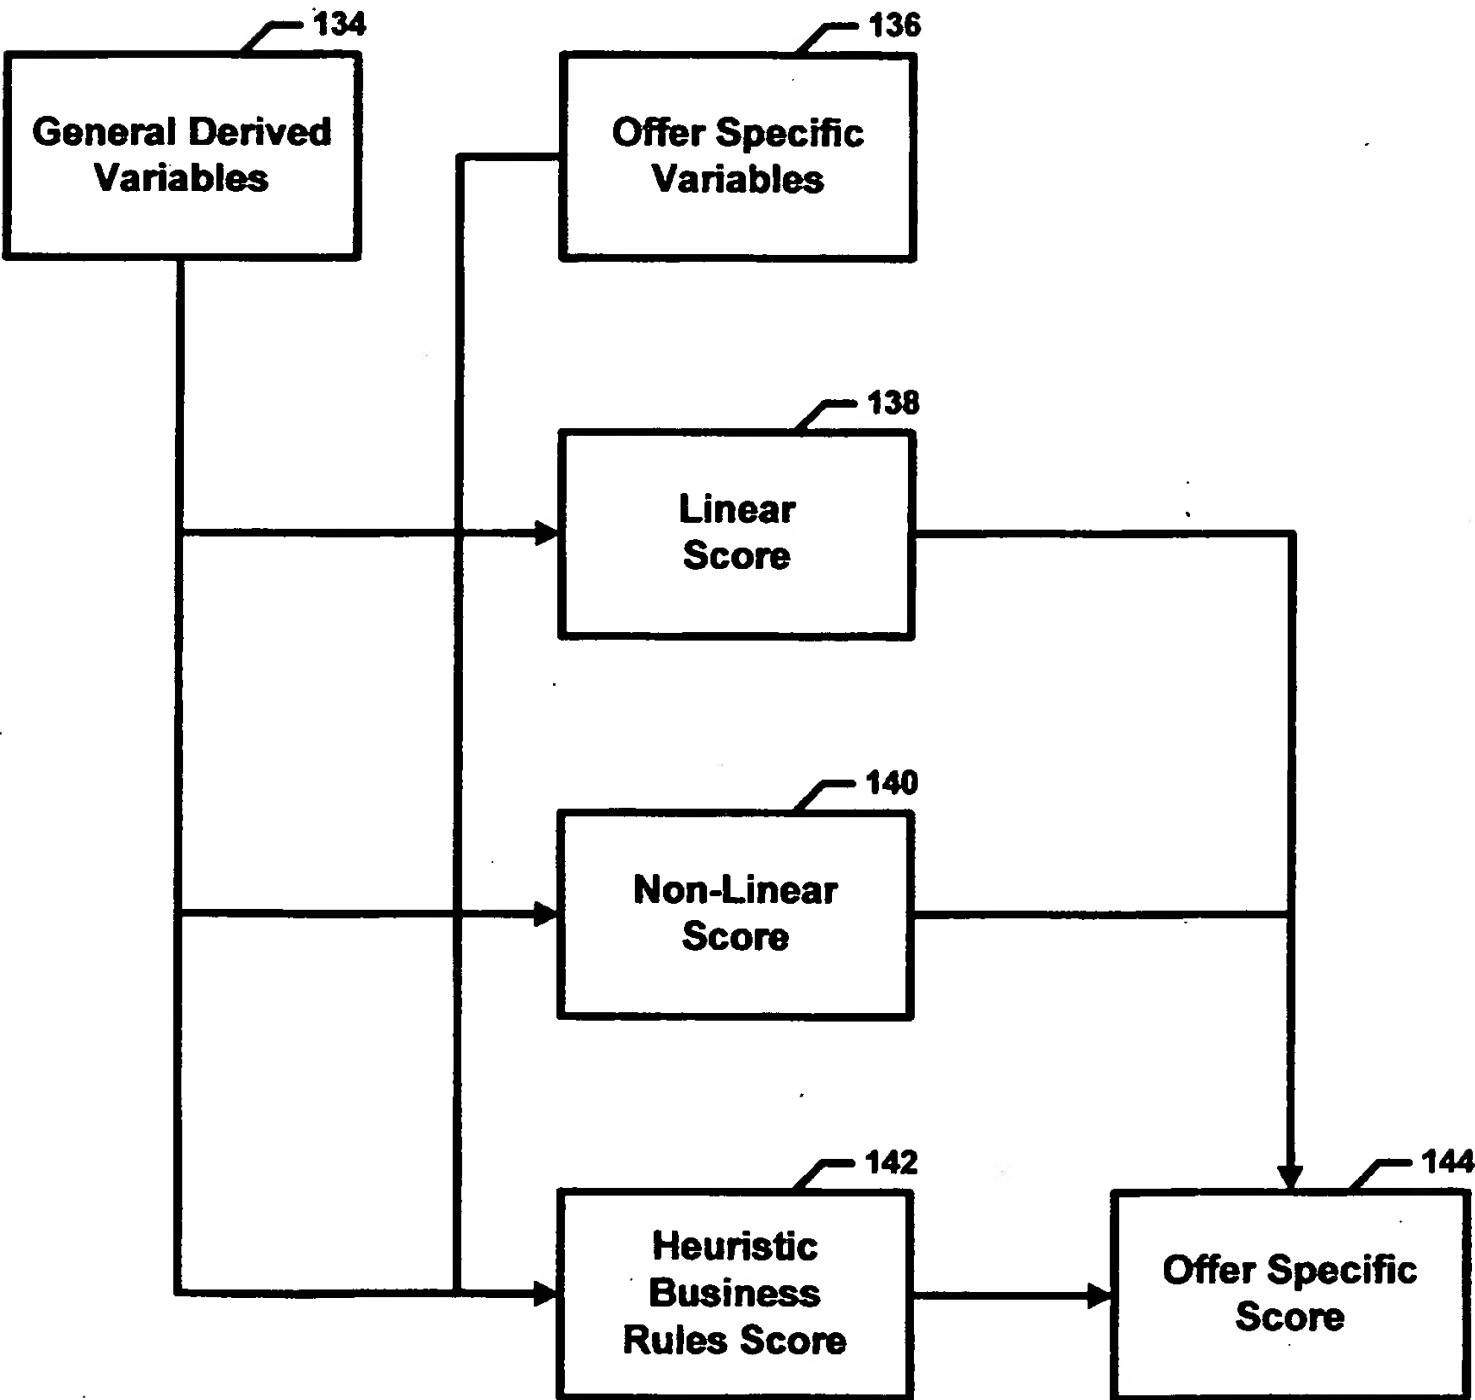 134
General Derived
Variables
136
Offer Specific
Variables
138
Linear
Score
140
Non-Linear
Score
142
Heuristic
Business
Rules Score
144
Offer Specific
Score